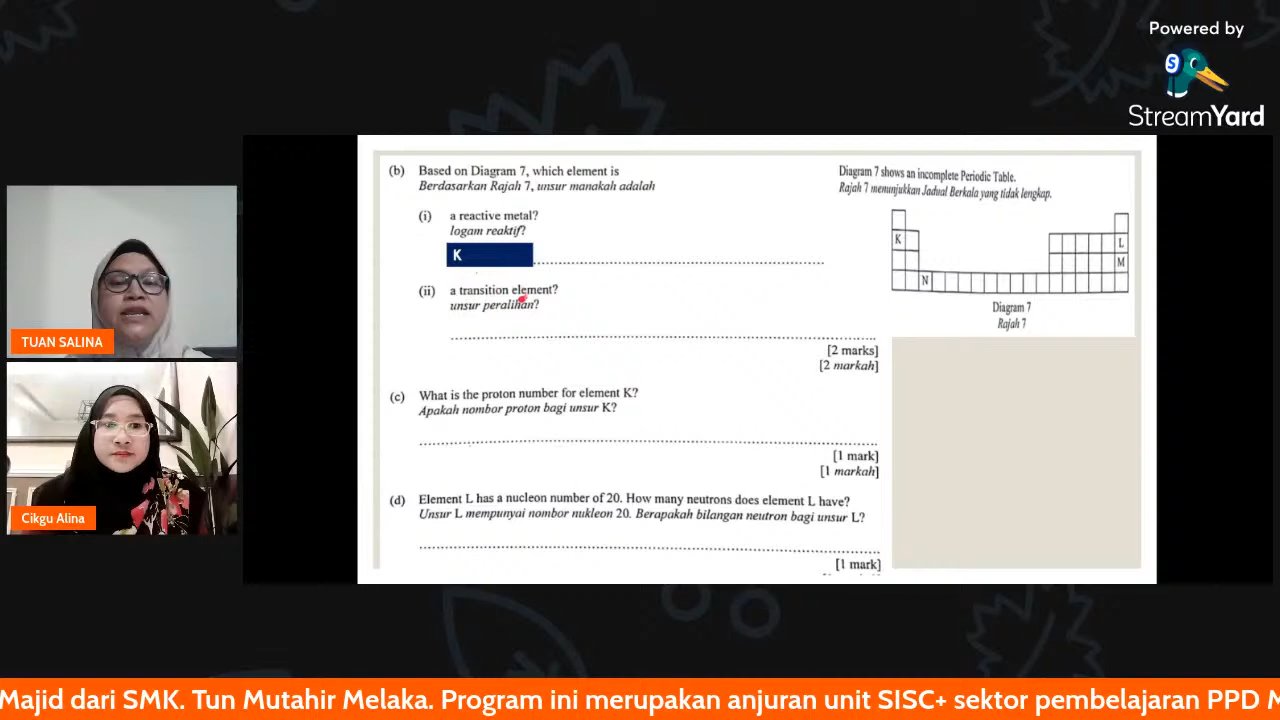 Powered by
StreamYard
TUAN SALINA
Cikgu Alina
(b) Based on Diagram 7, which element is
Berdasarkan Rajah 7, unsur manakah adalah
(i) a reactive metal?
logam reaktif?
K
(ii) a transition element?
unsur peralihan?
[2 marks]
[2 markah]
(c) What is the proton number for element K?
Apakah nombor proton bagi unsur K?
[1 mark]
[1 markah]
(d) Element L has a nucleon number of 20. How many neutrons does element L have?
Unsur L mempunyai nombor nukleon 20. Berapakah bilangan neutron bagi unsur L?
[1 mark]
Diagram 7 shows an incomplete Periodic Table.
Rajah 7 menunjukkan Jadual Berkala yang tidak lengkap.
K
L
M
N
Diagram 7
Rajah 7
Majid dari SMK. Tun Mutahir Melaka. Program ini merupakan anjuran unit SISC+ sektor pembelajaran PPD M